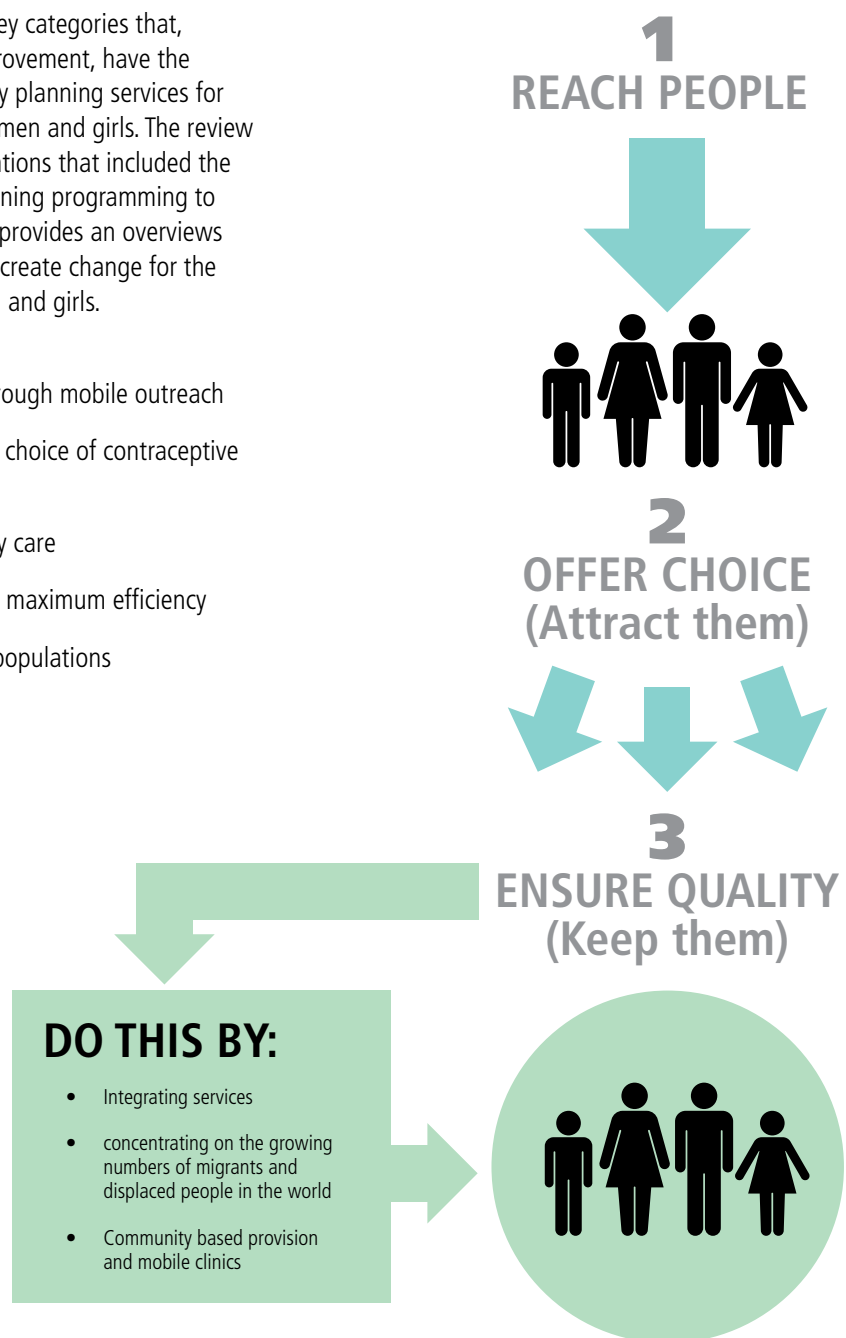 ey categories that,
rovement, have the
y planning services for
men and girls. The review
ations that included the
ning programming to
provides an overviews
create change for the
and girls.
rough mobile outreach
choice of contraceptive
y care
maximum efficiency
populations
1
REACH PEOPLE
2
OFFER CHOICE
(Attract them)
3
ENSURE QUALITY
(Keep them)
DO THIS BY:
• Integrating services
• concentrating on the growing
numbers of migrants and
displaced people in the world
• Community based provision
and mobile clinics